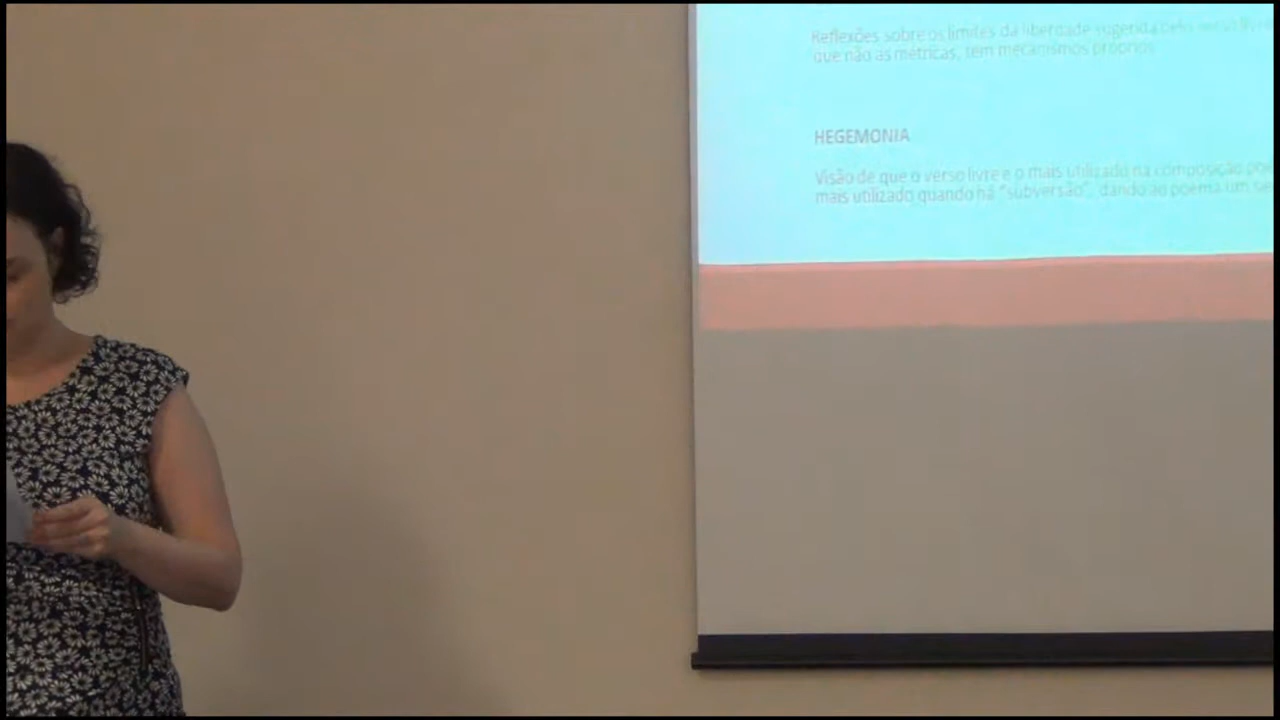 Reflexões sobre os limites da liberdade sugerida pelo verso
que não as métricas, tem mecanismos próprios
HEGEMONIA
Visão de que o verso livre e o mais utilizado na composição
mais utilizado quando há "subversão", dando ao poema um